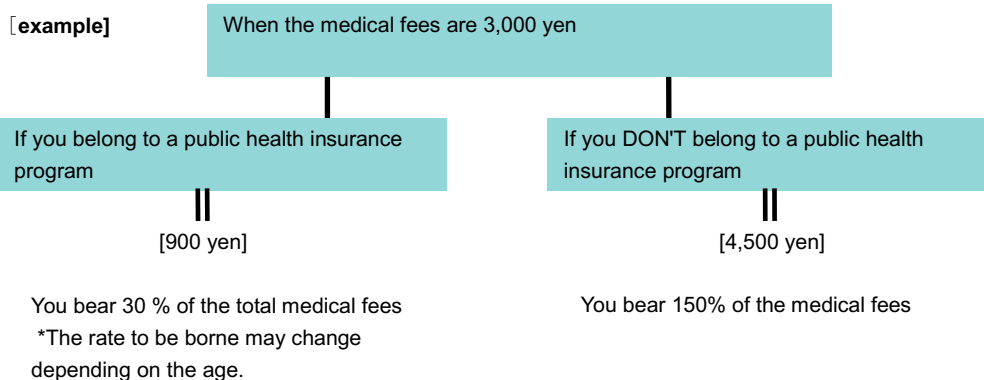 ［example]
When the medical fees are 3,000 yen
If you belong to a public health insurance
program
If you DON'T belong to a public health
insurance program
[900 yen]
[4,500 yen]
You bear 30 % of the total medical fees
*The rate to be borne may change
depending on the age.
You bear 150% of the medical fees